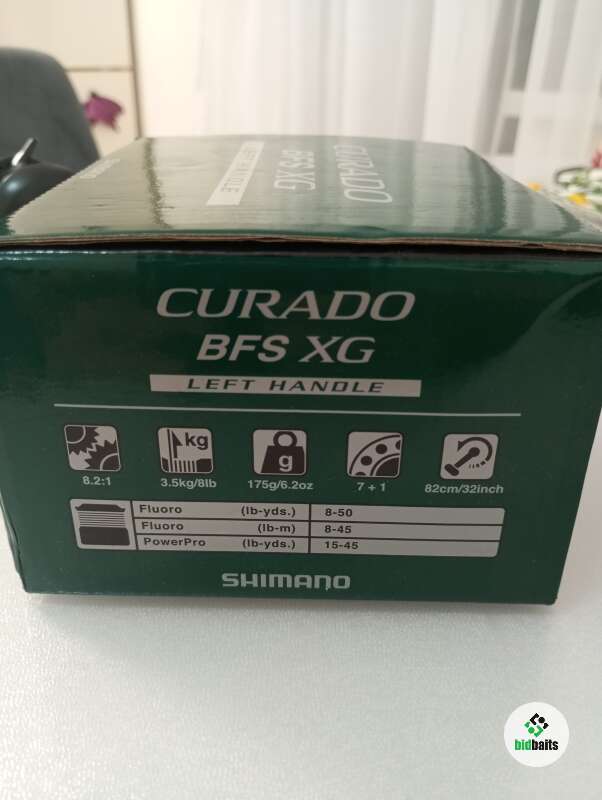 CURADO
BFS XG
LEFT HANDLE
CURADO
BFS XG
LEFT HANDLE
kg
g
8.2:1
3.5kg/8lb
175g/6.2oz
7 + 1
82cm/32inch
Fluoro (lb-yds.) 8-50
Fluoro (lb-m) 8-45
PowerPro (lb-yds.) 15-45
SHIMANO
bidbaits